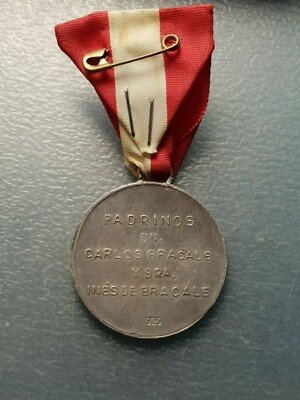 PADRINOS
DN.
CARLOS BRACALE
Y SRA.
INÉS DE BRACALE